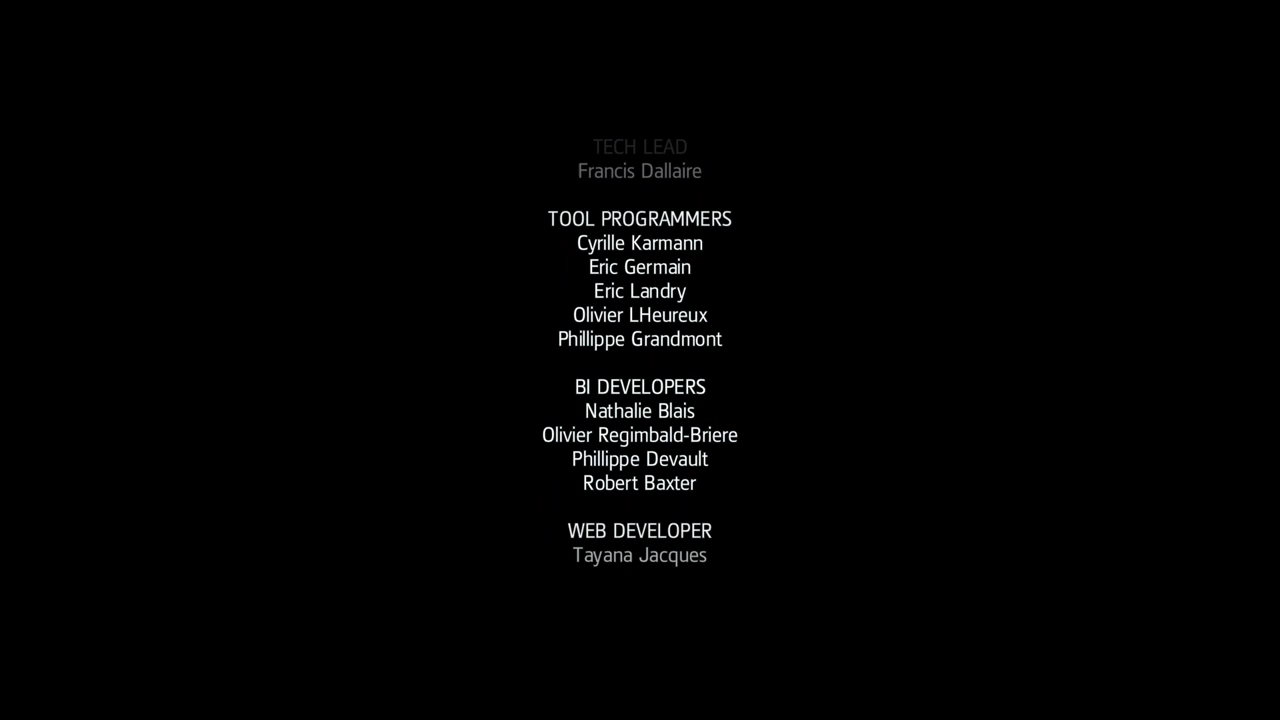 TECH LEAD
Francis Dallaire
TOOL PROGRAMMERS
Cyrille Karmann
Eric Germain
Eric Landry
Olivier LHeureux
Phillippe Grandmont
BI DEVELOPERS
Nathalie Blais
Olivier Regimbald-Briere
Phillippe Devault
Robert Baxter
WEB DEVELOPER
Tayana Jacques